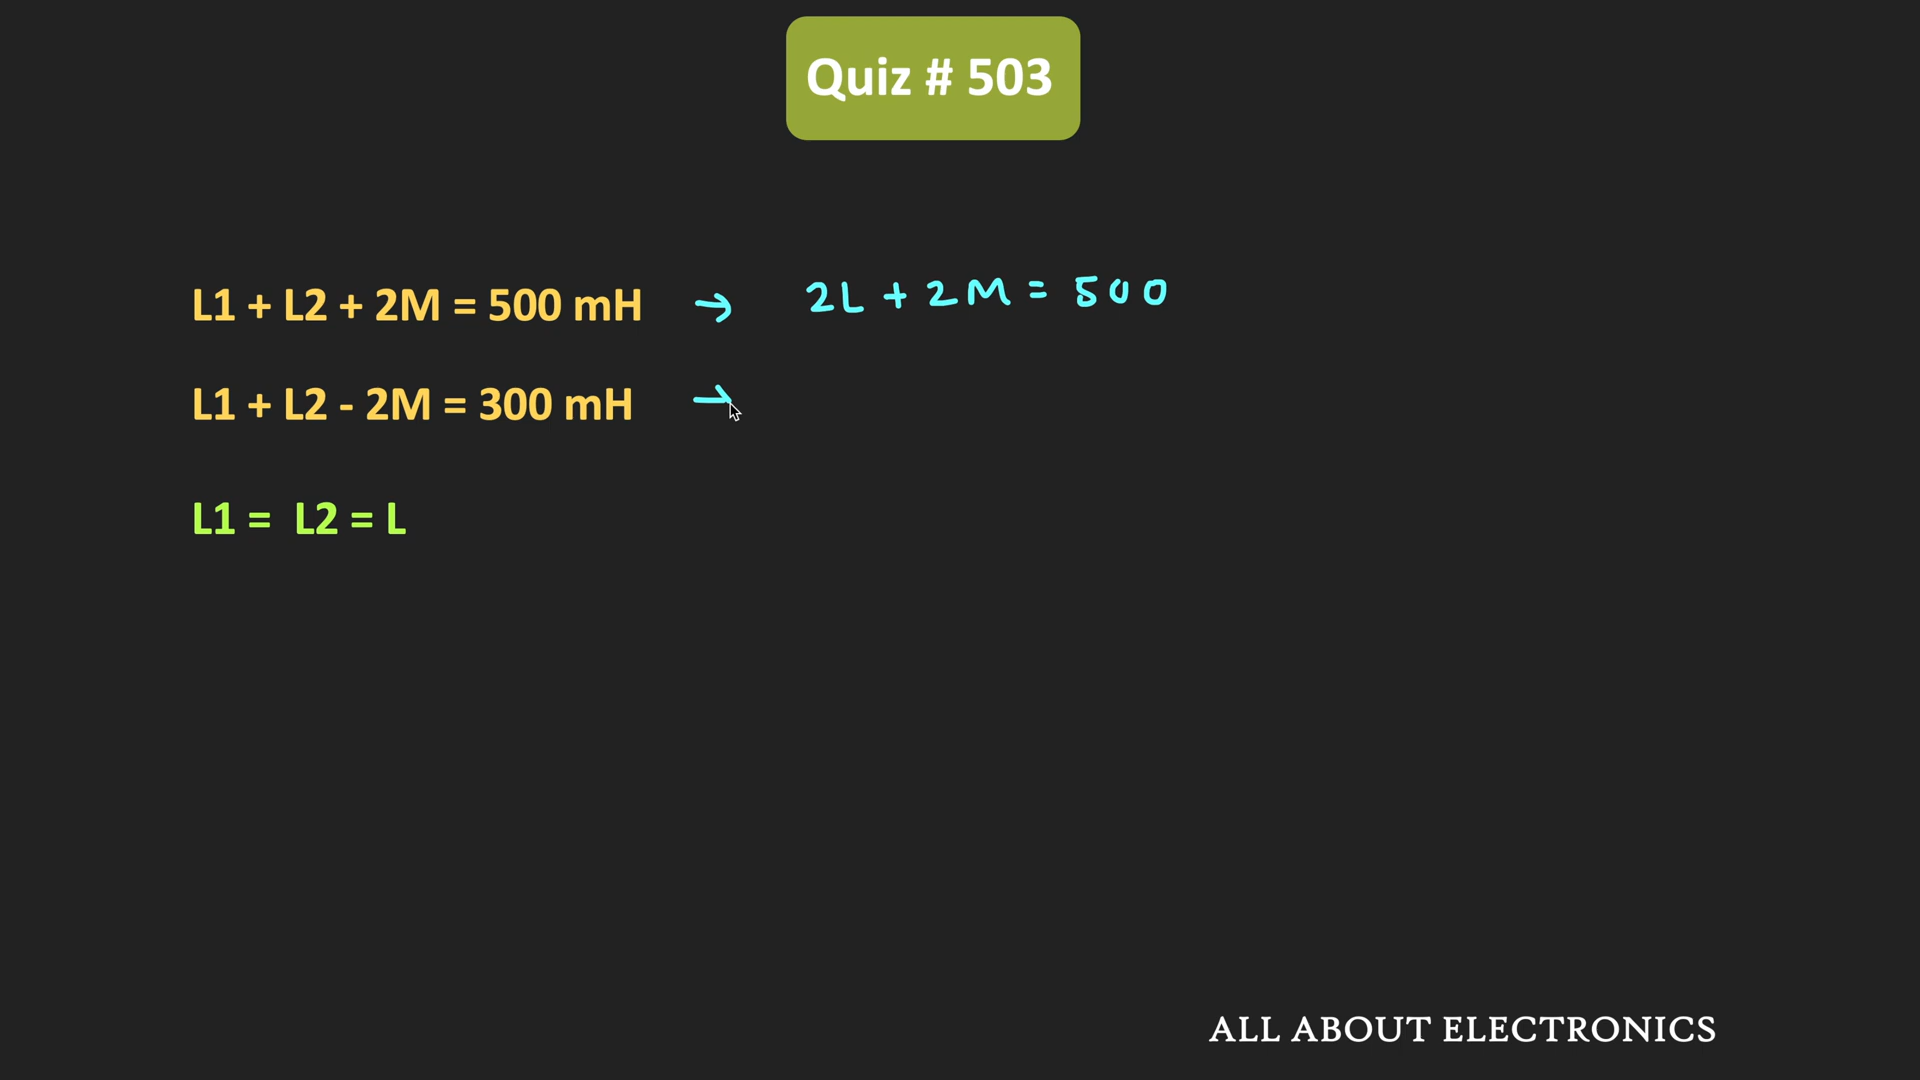 Quiz # 503
L1 + L2 + 2M = 500 mH → 2L + 2M = 500
L1 + L2 - 2M = 300 mH →
L1 = L2 = L
ALL ABOUT ELECTRONICS